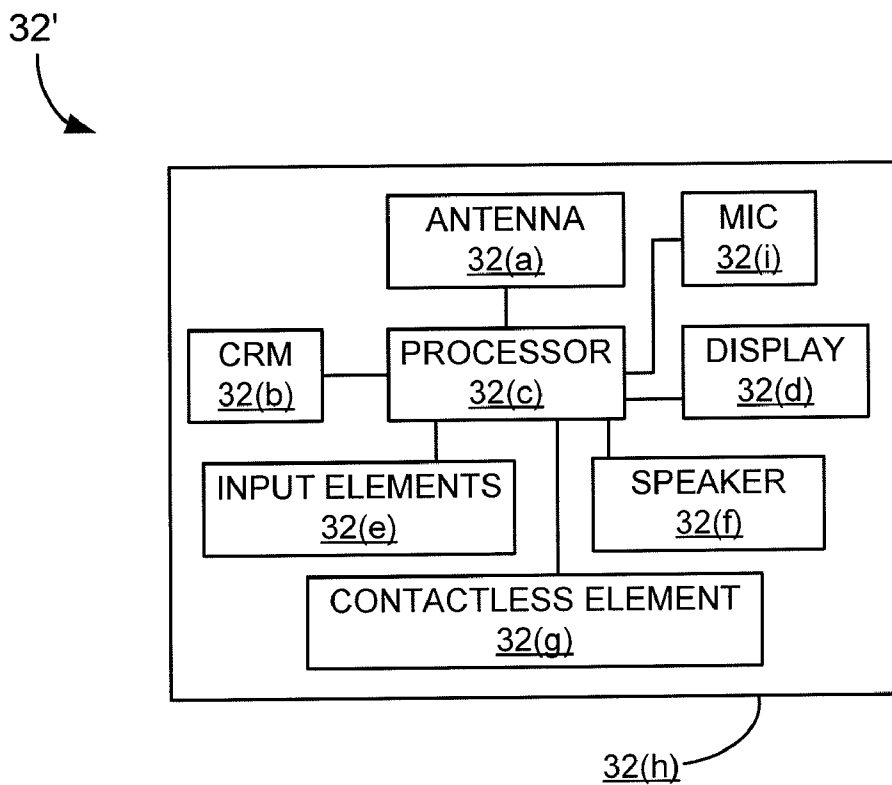 32'
ANTENNA
32(a)
MIC
32(i)
CRM
32(b)
PROCESSOR
32(c)
DISPLAY
32(d)
INPUT ELEMENTS
32(e)
SPEAKER
32(f)
CONTACTLESS ELEMENT
32(g)
32(h)